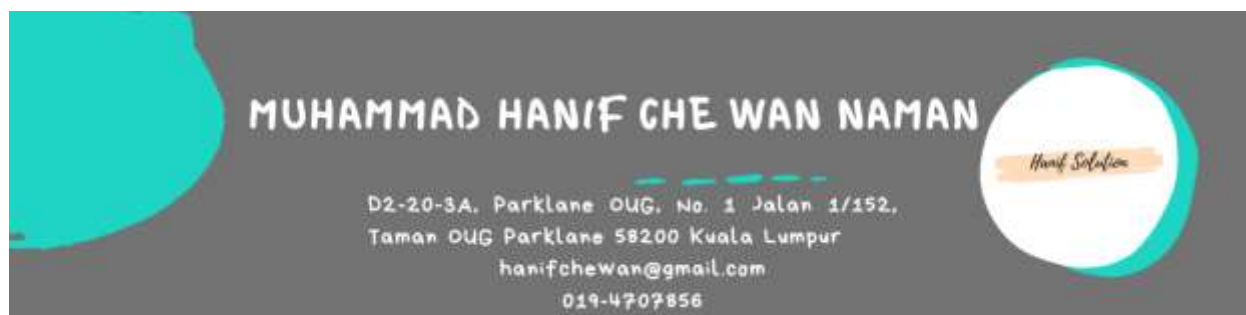 MUHAMMAD HANIF CHE WAN NAMAN
Hanif Solution
D2-20-3A, Parklane OUG, No. 1 Jalan 1/152,
Taman OUG Parklane 58200 Kuala Lumpur
hanifchewan@gmail.com
019-4707856